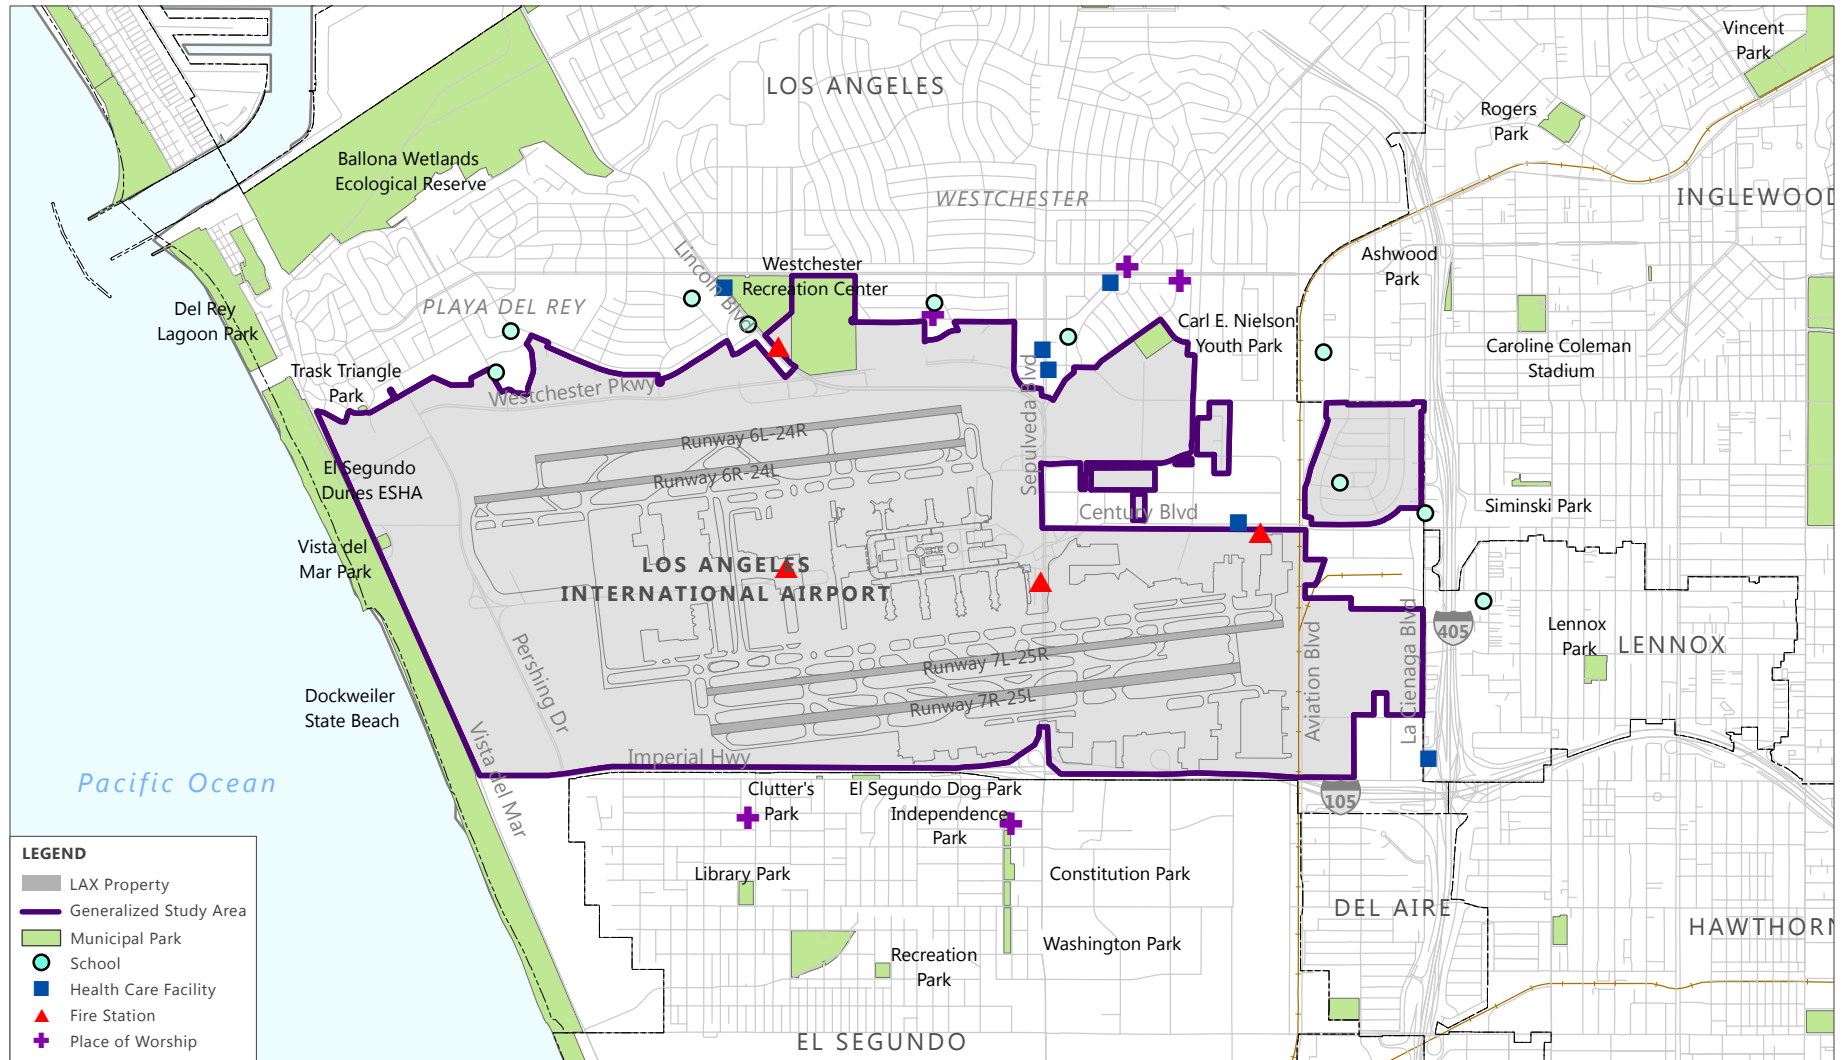 Vincent
Park
LOS ANGELES
Rogers
Park
Ballona Wetlands
Ecological Reserve
WESTCHESTER
INGLEWOOD
Lincoln Blvd
Westchester
Recreation Center
Ashwood
Park
PLAYA DEL REY
Del Rey
Lagoon Park
Carl E. Nielson
Youth Park
Caroline Coleman
Stadium
Trask Triangle
Park
Westchester Pkwy
Sepulveda Blvd
Runway 6L-24R
Runway 6R-24L
El Segundo
Dunes ESHA
Century Blvd
Siminski Park
Vista del
Mar Park
LOS ANGELES
INTERNATIONAL AIRPORT
405
Lennox
Park
LENNOX
Pershing Dr
Runway 7L-25R
Runway 7R-25L
Aviation Blvd
La Cienaga Blvd
Dockweiler
State Beach
Vista del Mar
Imperial Hwy
Pacific Ocean
Clutter's
Park
El Segundo Dog Park
Independence
Park
105
Library Park
Constitution Park
DEL AIRE
HAWTHORN
Washington Park
Recreation
Park
EL SEGUNDO
LEGEND
LAX Property
Generalized Study Area
Municipal Park
School
Health Care Facility
Fire Station
Place of Worship